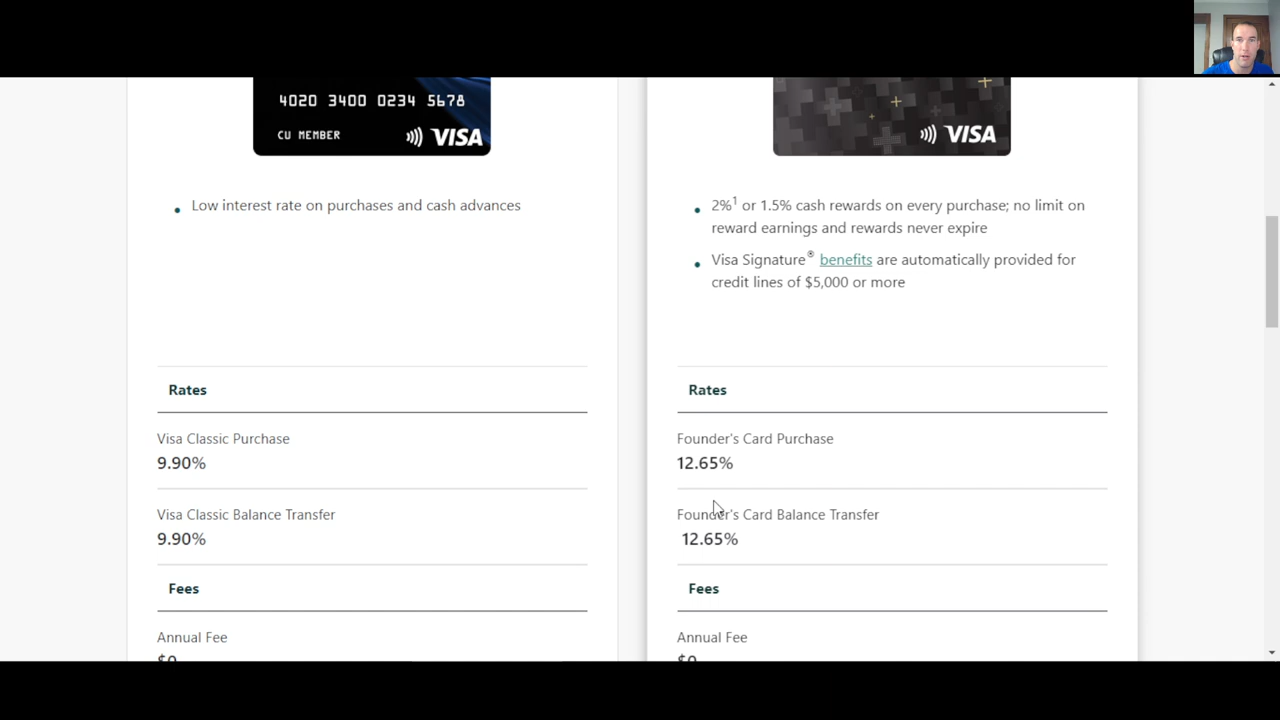 4020 3400 0234 5678
CU MEMBER
VISA
Low interest rate on purchases and cash advances
Rates
Visa Classic Purchase
9.90%
Visa Classic Balance Transfer
9.90%
Fees
Annual Fee
$0
VISA
2%1 or 1.5% cash rewards on every purchase; no limit on
reward earnings and rewards never expire
Visa Signature® benefits are automatically provided for
credit lines of $5,000 or more
Rates
Founder's Card Purchase
12.65%
Founder's Card Balance Transfer
12.65%
Fees
Annual Fee
$0